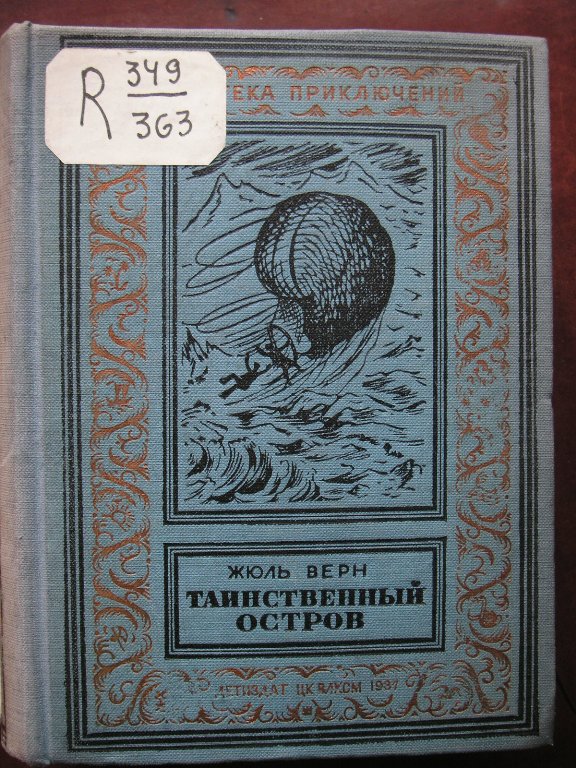 R 349
363
ТЕКА ПРИКЛЮЧЕНИЙ
ЖЮЛЬ ВЕРН
ТАИНСТВЕННЫЙ
ОСТРОВ
ДЕТИЗДАТ ЦК ВЛКСМ 1937